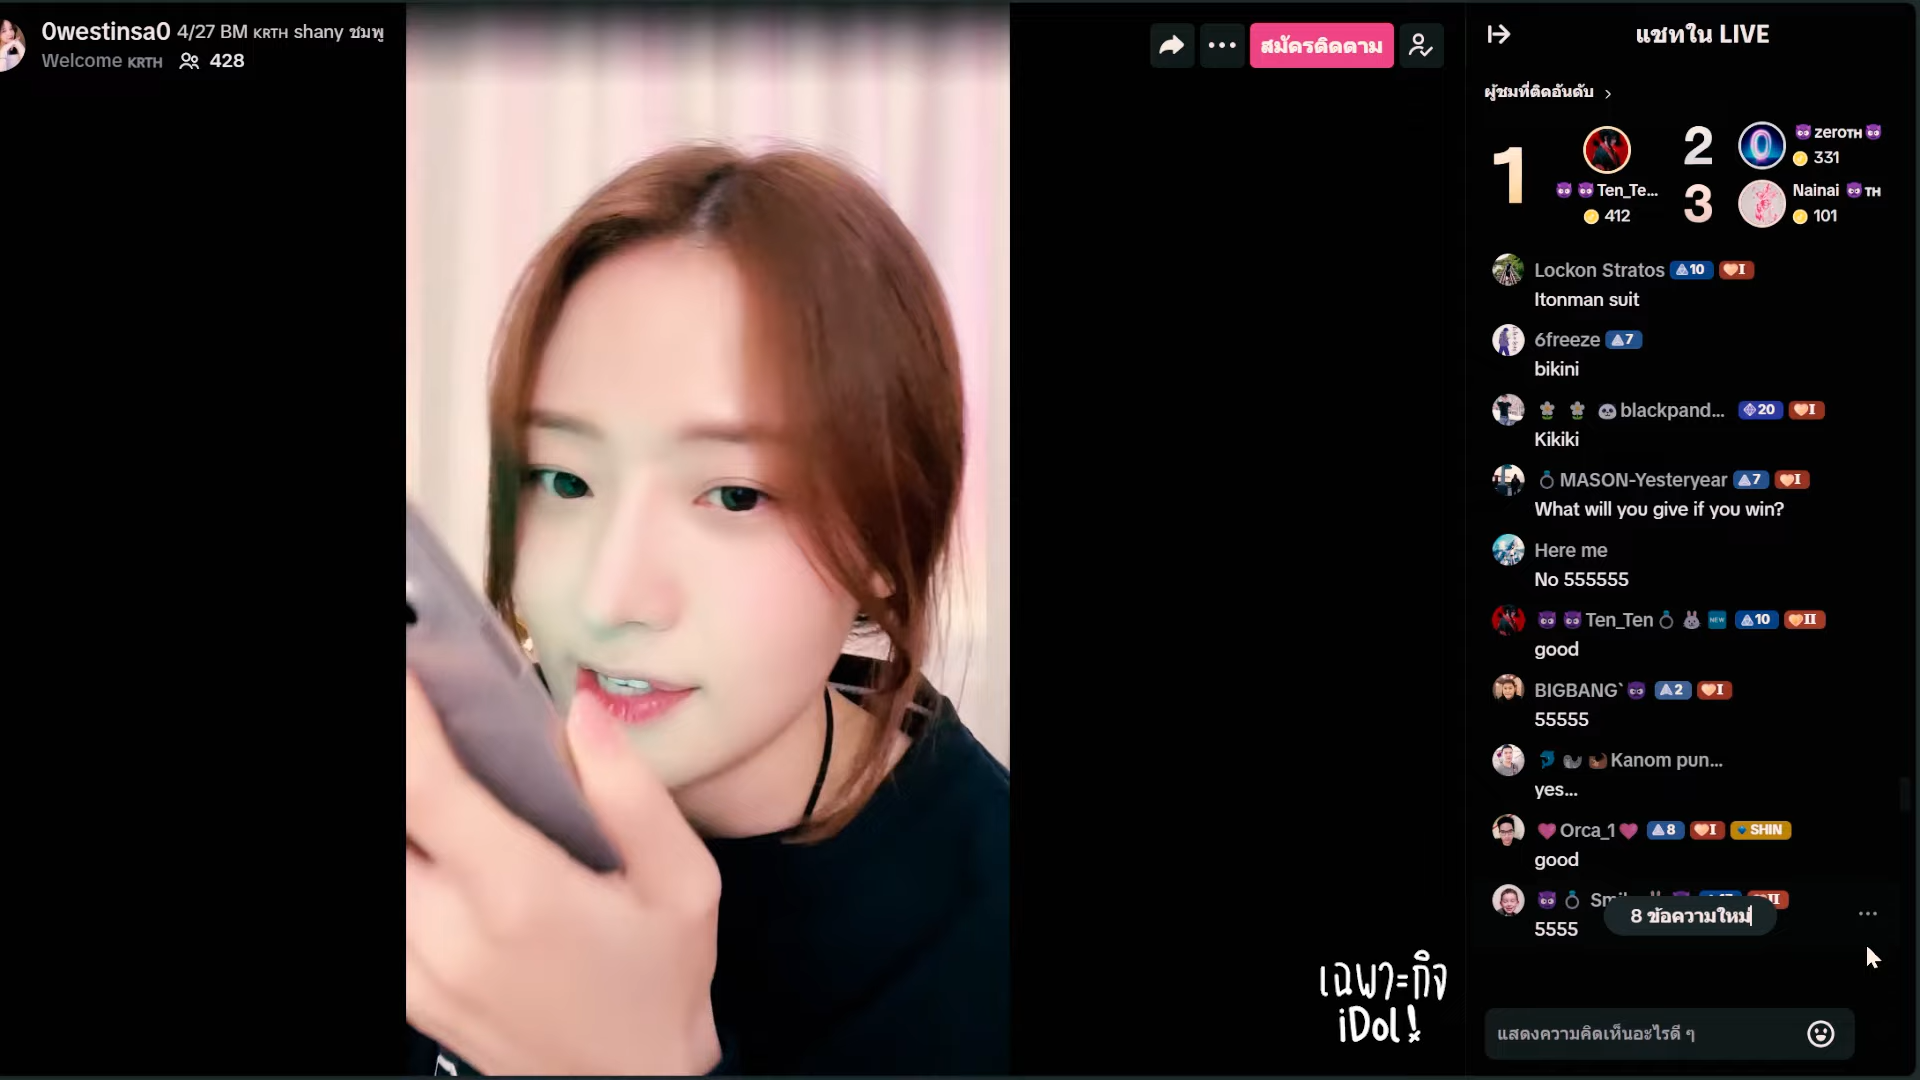 0westinsa0 4/27 BM KRTH shany ชมพู
Welcome KRTH 428
สมัครติดตาม
แชทใน LIVE
ผู้ชมที่ติดอันดับ
1
Ten_Te...
412
2
zeroTH
331
3
Nainai TH
101
Lockon Stratos 10 I
Itonman suit
6freeze 7
bikini
blackpand... 20 I
Kikiki
MASON-Yesteryear 7 I
What will you give if you win?
Here me
No 555555
Ten_Ten NEW 10 II
good
BIGBANG` 2 I
55555
Kanom pun...
yes...
Orca_1 8 I SHIN
good
5555
8 ข้อความใหม่
แสดงความคิดเห็นอะไรดี ๆ
เฉพาะกิจ
iDol!